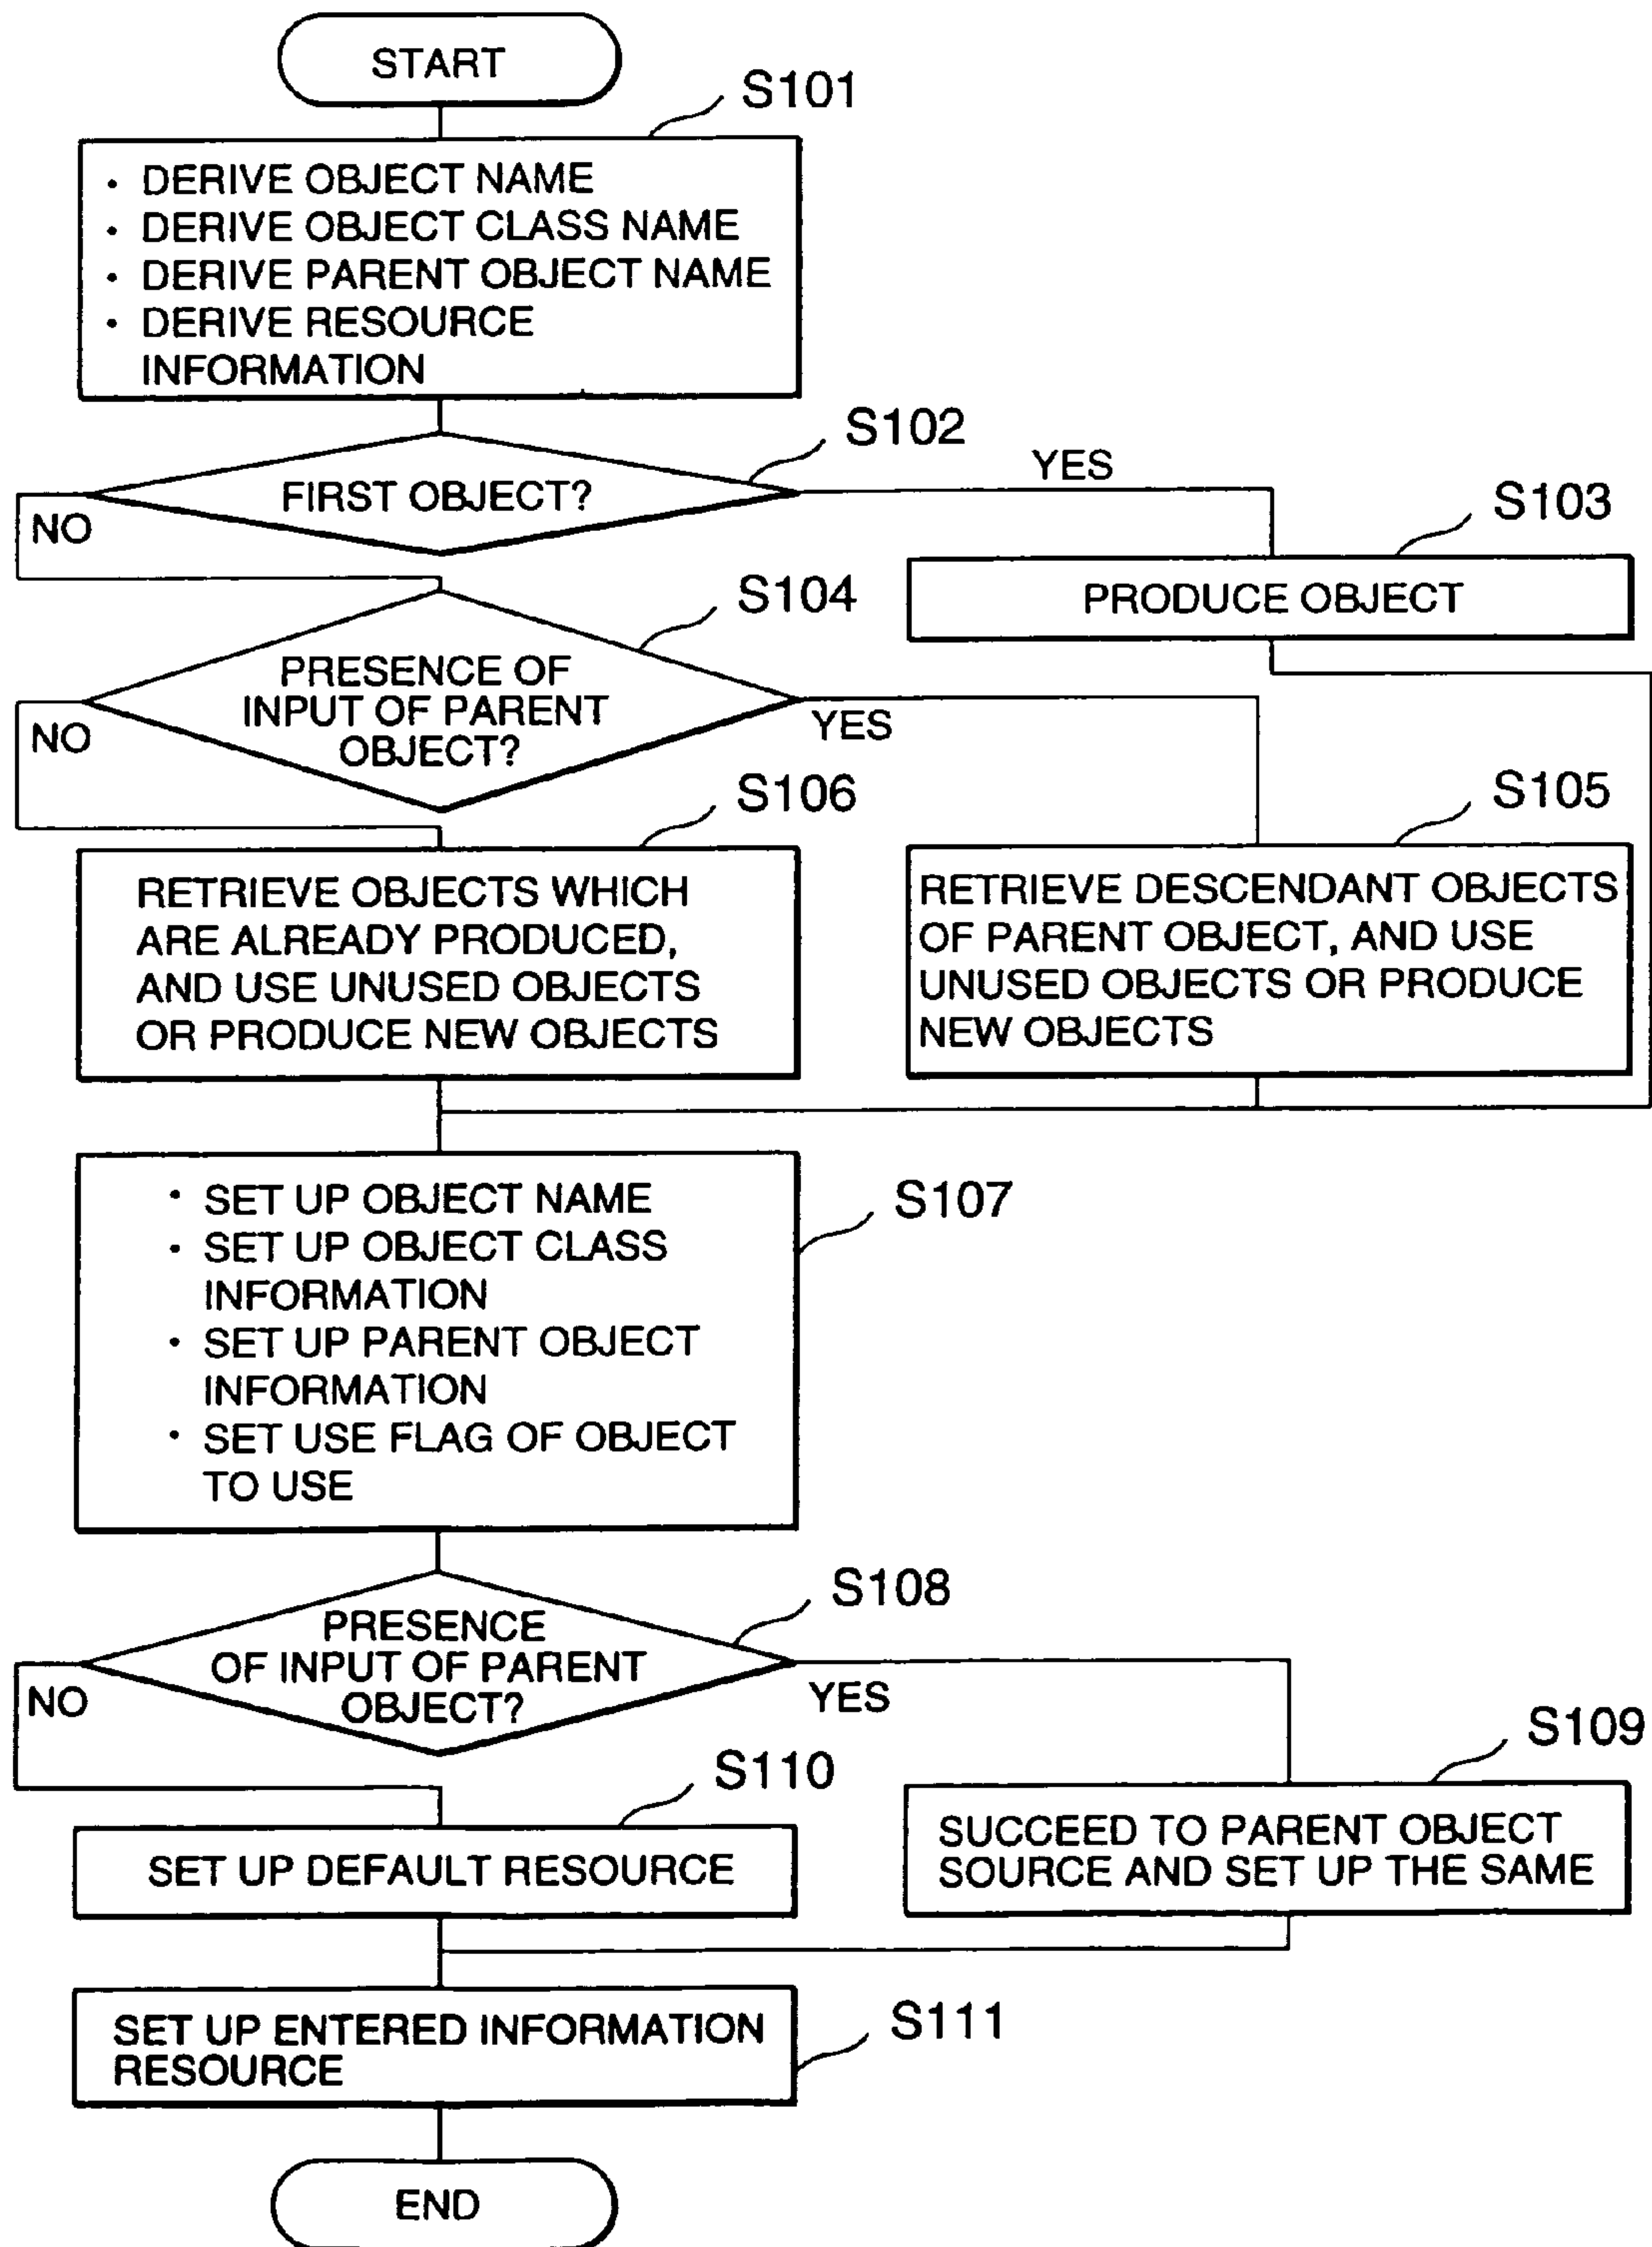 START
S101
· DERIVE OBJECT NAME
· DERIVE OBJECT CLASS NAME
· DERIVE PARENT OBJECT NAME
· DERIVE RESOURCE
INFORMATION
S102
FIRST OBJECT?
YES
NO
S103
PRODUCE OBJECT
S104
PRESENCE OF
INPUT OF PARENT
OBJECT?
NO
YES
S106
RETRIEVE OBJECTS WHICH
ARE ALREADY PRODUCED,
AND USE UNUSED OBJECTS
OR PRODUCE NEW OBJECTS
S105
RETRIEVE DESCENDANT OBJECTS
OF PARENT OBJECT, AND USE
UNUSED OBJECTS OR PRODUCE
NEW OBJECTS
S107
· SET UP OBJECT NAME
· SET UP OBJECT CLASS
INFORMATION
· SET UP PARENT OBJECT
INFORMATION
· SET USE FLAG OF OBJECT
TO USE
S108
PRESENCE
OF INPUT OF PARENT
OBJECT?
NO
YES
S110
SET UP DEFAULT RESOURCE
S109
SUCCEED TO PARENT OBJECT
SOURCE AND SET UP THE SAME
S111
SET UP ENTERED INFORMATION
RESOURCE
END